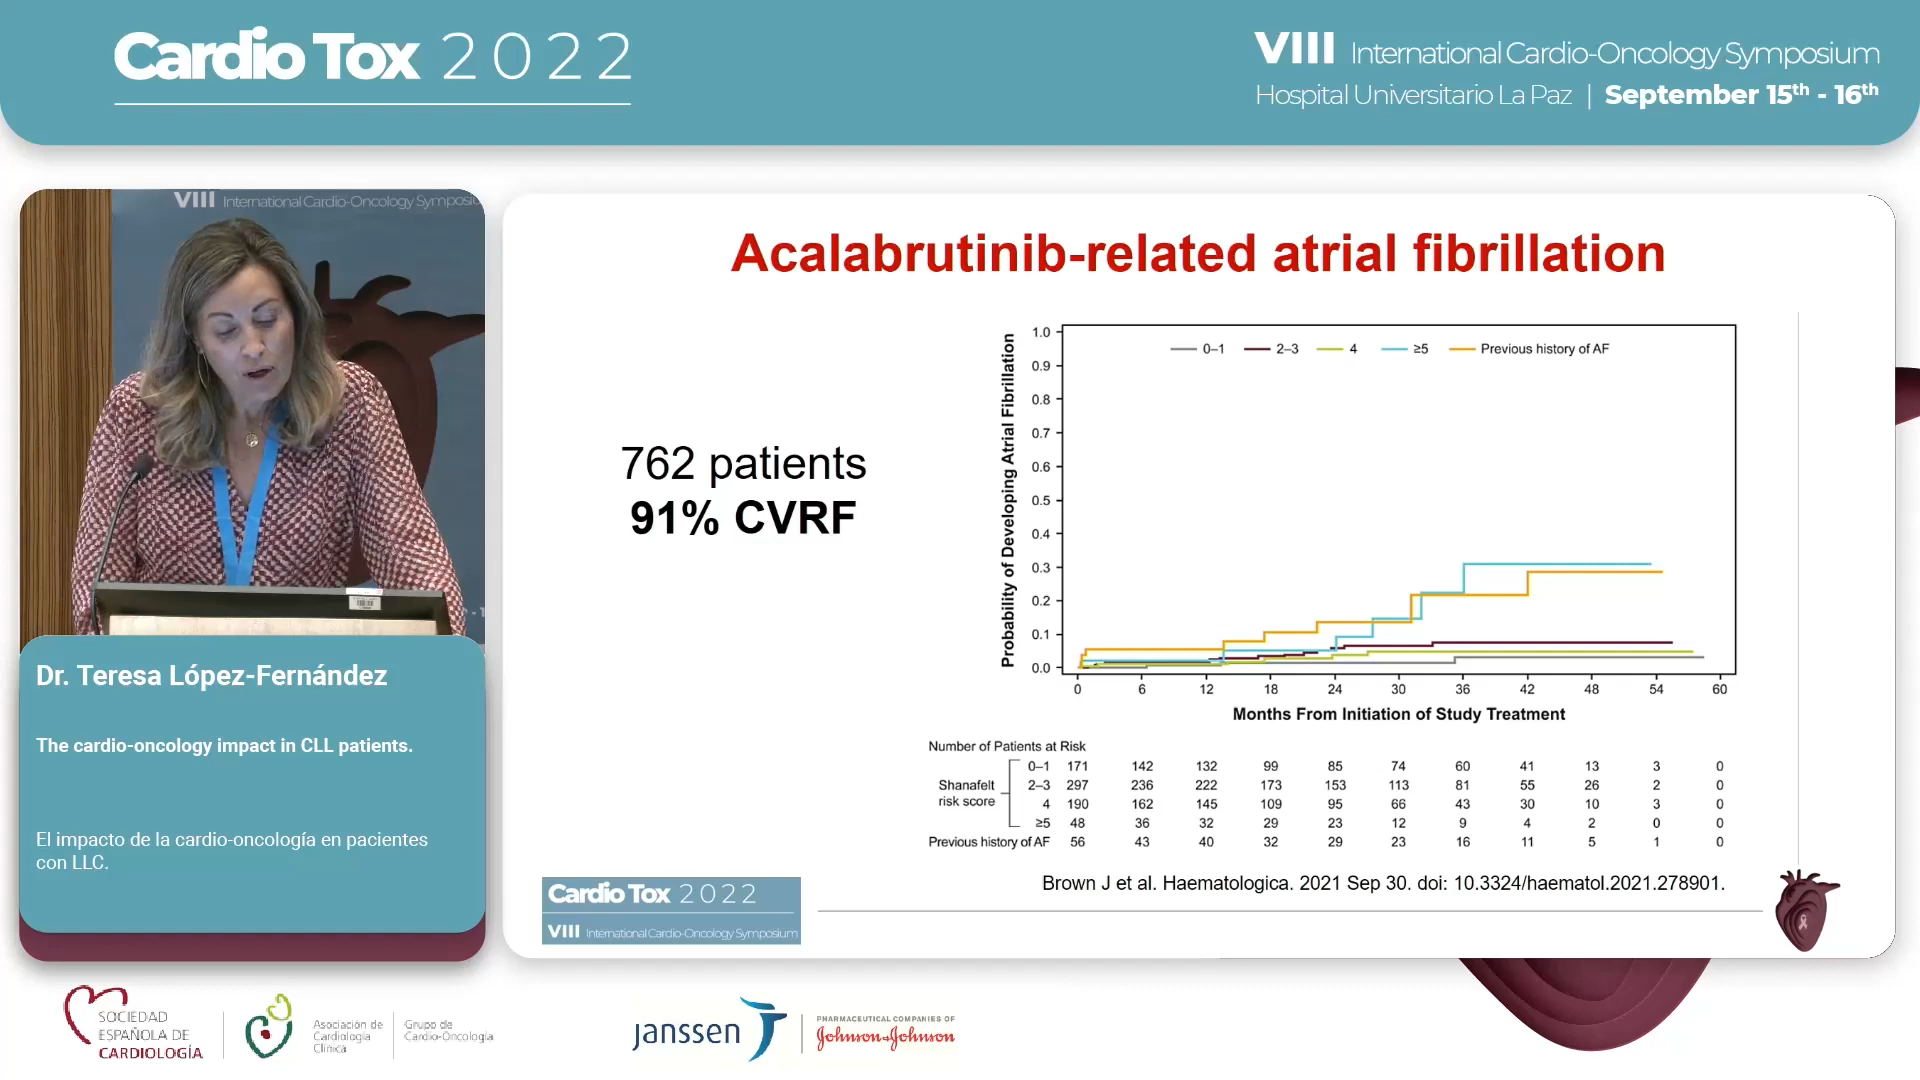 Cardio Tox 2022
VIII International Cardio-Oncology Symposium
Hospital Universitario La Paz | September 15th - 16th
VIII International Cardio-Oncology Symposiu
Dr. Teresa López-Fernández
The cardio-oncology impact in CLL patients.
El impacto de la cardio-oncología en pacientes
con LLC.
Acalabrutinib-related atrial fibrillation
762 patients
91% CVRF
Probability of Developing Atrial Fibrillation
0–1 2–3 4 ≥5 Previous history of AF
1.0
0.9
0.8
0.7
0.6
0.5
0.4
0.3
0.2
0.1
0.0
0 6 12 18 24 30 36 42 48 54 60
Months From Initiation of Study Treatment
Number of Patients at Risk
Shanafelt
risk score
0–1 171 142 132 99 85 74 60 41 13 3 0
2–3 297 236 222 173 153 113 81 55 26 2 0
4 190 162 145 109 95 66 43 30 10 3 0
≥5 48 36 32 29 23 12 9 4 2 0 0
Previous history of AF 56 43 40 32 29 23 16 11 5 1 0
Brown J et al. Haematologica. 2021 Sep 30. doi: 10.3324/haematol.2021.278901.
Cardio Tox 2022
VIII International Cardio-Oncology Symposium
SOCIEDAD
ESPAÑOLA DE
CARDIOLOGÍA
Asociación de
Cardiología
Clínica
Grupo de
Cardio-Oncología
janssen
PHARMACEUTICAL COMPANIES OF
Johnson & Johnson